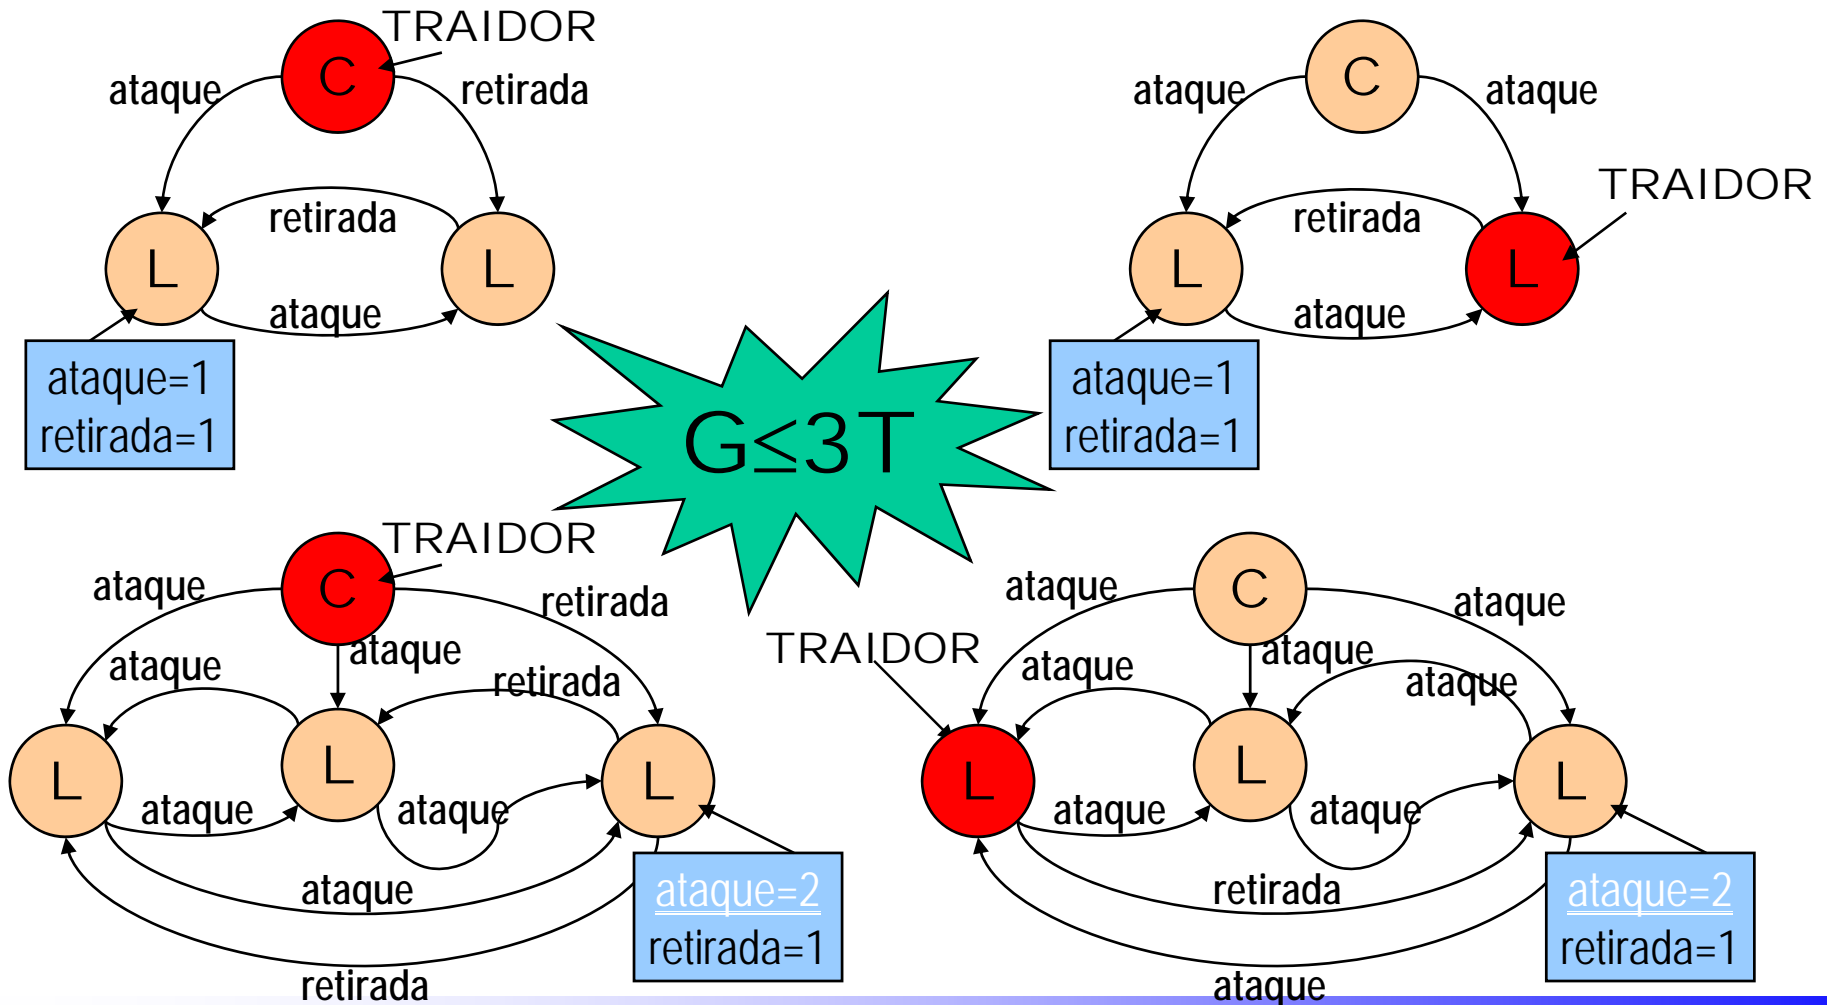 TRAIDOR
C
ataque
retirada
retirada
L
L
ataque
ataque=1
retirada=1
C
ataque
ataque
TRAIDOR
retirada
L
L
ataque
ataque=1
retirada=1
G≤3T
TRAIDOR
C
ataque
retirada
ataque
ataque
retirada
L
L
L
ataque
ataque
ataque
retirada
ataque=2
retirada=1
C
ataque
ataque
TRAIDOR
ataque
ataque
ataque
L
L
L
ataque
ataque
retirada
ataque
ataque=2
retirada=1